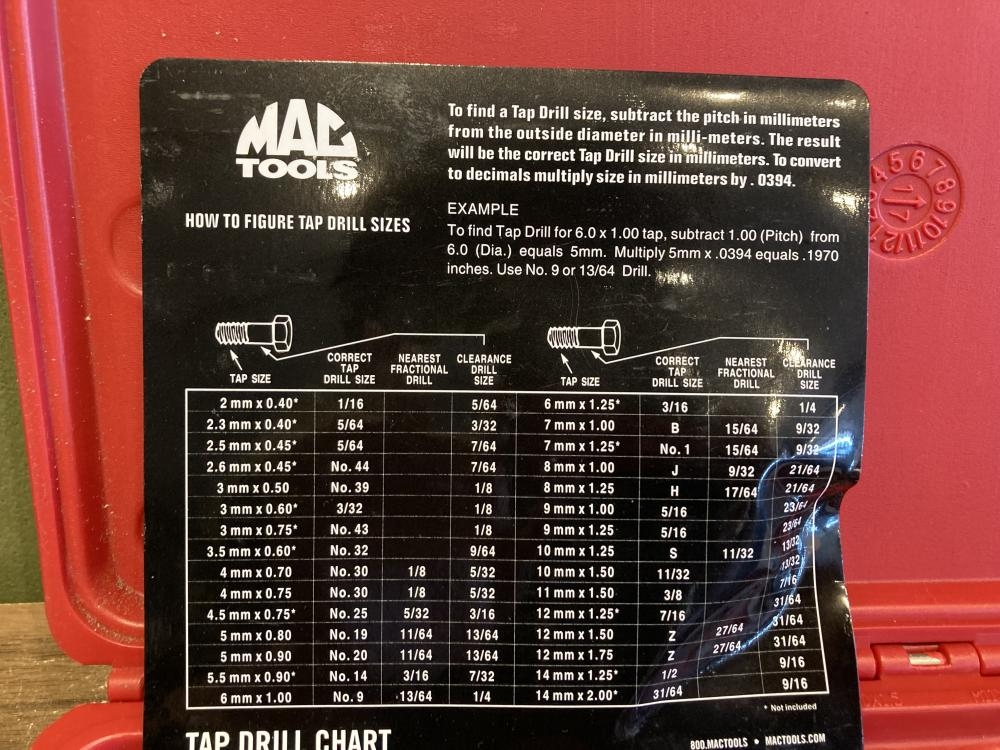 MAC
TOOLS
HOW TO FIGURE TAP DRILL SIZES
To find a Tap Drill size, subtract the pitch in millimeters
from the outside diameter in milli-meters. The result
will be the correct Tap Drill size in millimeters. To convert
to decimals multiply size in millimeters by . 0394.
EXAMPLE
To find Tap Drill for 6.0 x 1.00 tap, subtract 1.00 (Pitch) from
6.0 (Dia.) equals 5mm. Multiply 5mm x .0394 equals .1970
inches. Use No. 9 or 13/64 Drill.
TAP SIZE CORRECT TAP DRILL SIZE NEAREST FRACTIONAL DRILL CLEARANCE DRILL SIZE
2 mm x 0.40* 1/16 5/64
2.3 mm x 0.40* 5/64 3/32
2.5 mm x 0.45* 5/64 7/64
2.6 mm x 0.45* No. 44 7/64
3 mm x 0.50 No. 39 1/8
3 mm x 0.60* 3/32 1/8
3 mm x 0.75* No. 43 1/8
3.5 mm x 0.60* No. 32 9/64
4 mm x 0.70 No. 30 1/8 5/32
4 mm x 0.75 No. 30 1/8 5/32
4.5 mm x 0.75* No. 25 5/32 3/16
5 mm x 0.80 No. 19 11/64 13/64
5 mm x 0.90 No. 20 11/64 13/64
5.5 mm x 0.90* No. 14 3/16 7/32
6 mm x 1.00 No. 9 13/64 1/4
TAP SIZE CORRECT TAP DRILL SIZE NEAREST FRACTIONAL DRILL CLEARANCE DRILL SIZE
6 mm x 1.25* 3/16 1/4
7 mm x 1.00 B 15/64 9/32
7 mm x 1.25* No. 1 15/64 9/32
8 mm x 1.00 J 9/32 21/64
8 mm x 1.25 H 17/64 21/64
9 mm x 1.00 5/16 23/64
9 mm x 1.25 5/16 23/64
10 mm x 1.25 S 11/32 13/32
10 mm x 1.50 11/32 13/32
11 mm x 1.50 3/8 7/16
12 mm x 1.25* 7/16 31/64
12 mm x 1.50 Z 27/64 31/64
12 mm x 1.75 Z 27/64 31/64
14 mm x 1.25* 1/2 9/16
14 mm x 2.00* 31/64 9/16
* Not included
TAP DRILL CHART
800.MACTOOLS • MACTOOLS.COM
4 5 6 7 8 9 10 11 12
17